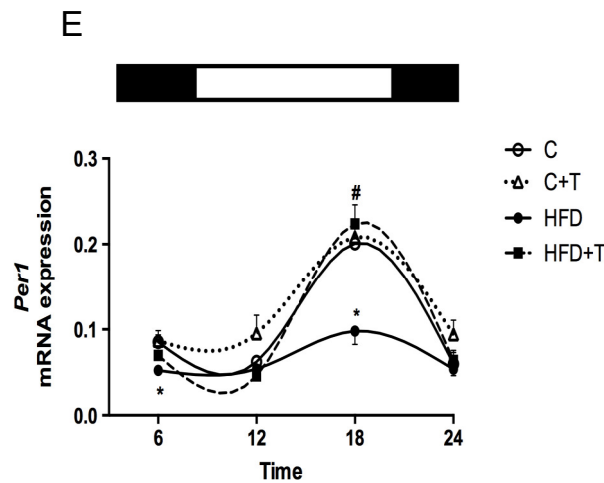 E
C
C+T
HFD
HFD+T
Per1
mRNA expression
0.3
0.2
0.1
0.0
#
*
*
6
12
18
24
Time